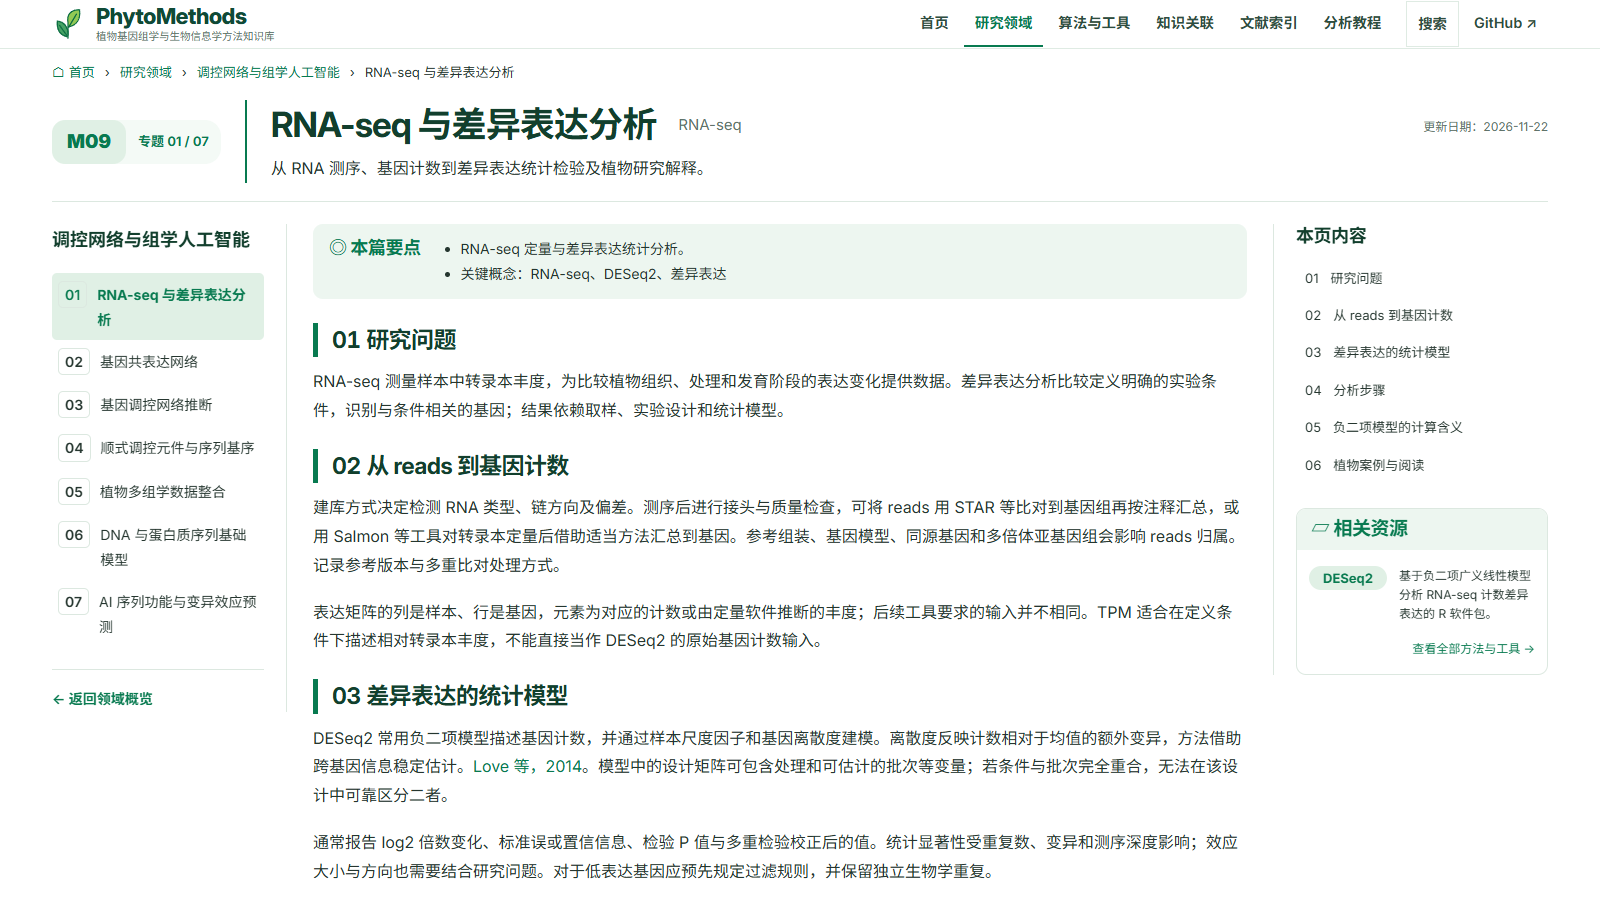 PhytoMethods
植物基因组学与生物信息学方法知识库
首页
研究领域
算法与工具
知识关联
文献索引
分析教程
搜索
GitHub ↗
首页 › 研究领域 › 调控网络与组学人工智能 › RNA-seq 与差异表达分析
M09 专题 01 / 07
RNA-seq 与差异表达分析 RNA-seq
从 RNA 测序、基因计数到差异表达统计检验及植物研究解释。
更新日期：2026-11-22
调控网络与组学人工智能
01 RNA-seq 与差异表达分
析
02 基因共表达网络
03 基因调控网络推断
04 顺式调控元件与序列基序
05 植物多组学数据整合
06 DNA 与蛋白质序列基础
模型
07 AI 序列功能与变异效应预
测
← 返回领域概览
◎ 本篇要点
• RNA-seq 定量与差异表达统计分析。
• 关键概念：RNA-seq、DESeq2、差异表达
01 研究问题
RNA-seq 测量样本中转录本丰度，为比较植物组织、处理和发育阶段的表达变化提供数据。差异表达分析比较定义明确的实验条
件，识别与条件相关的基因；结果依赖取样、实验设计和统计模型。
02 从 reads 到基因计数
建库方式决定检测 RNA 类型、链方向及偏差。测序后进行接头与质量检查，可将 reads 用 STAR 等比对到基因组再按注释汇总，或
用 Salmon 等工具对转录本定量后借助适当方法汇总到基因。参考组装、基因模型、同源基因和多倍体亚基因组会影响 reads 归属。
记录参考版本与多重比对处理方式。
表达矩阵的列是样本、行是基因，元素为对应的计数或由定量软件推断的丰度；后续工具要求的输入并不相同。TPM 适合在定义条
件下描述相对转录本丰度，不能直接当作 DESeq2 的原始基因计数输入。
03 差异表达的统计模型
DESeq2 常用负二项模型描述基因计数，并通过样本尺度因子和基因离散度建模。离散度反映计数相对于均值的额外变异，方法借助
跨基因信息稳定估计。Love 等，2014。模型中的设计矩阵可包含处理和可估计的批次等变量；若条件与批次完全重合，无法在该设
计中可靠区分二者。
通常报告 log2 倍数变化、标准误或置信信息、检验 P 值与多重检验校正后的值。统计显著性受重复数、变异和测序深度影响；效应
大小与方向也需要结合研究问题。对于低表达基因应预先规定过滤规则，并保留独立生物学重复。
本页内容
01 研究问题
02 从 reads 到基因计数
03 差异表达的统计模型
04 分析步骤
05 负二项模型的计算含义
06 植物案例与阅读
相关资源
DESeq2
基于负二项广义线性模型
分析 RNA-seq 计数差异
表达的 R 软件包。
查看全部方法与工具 →